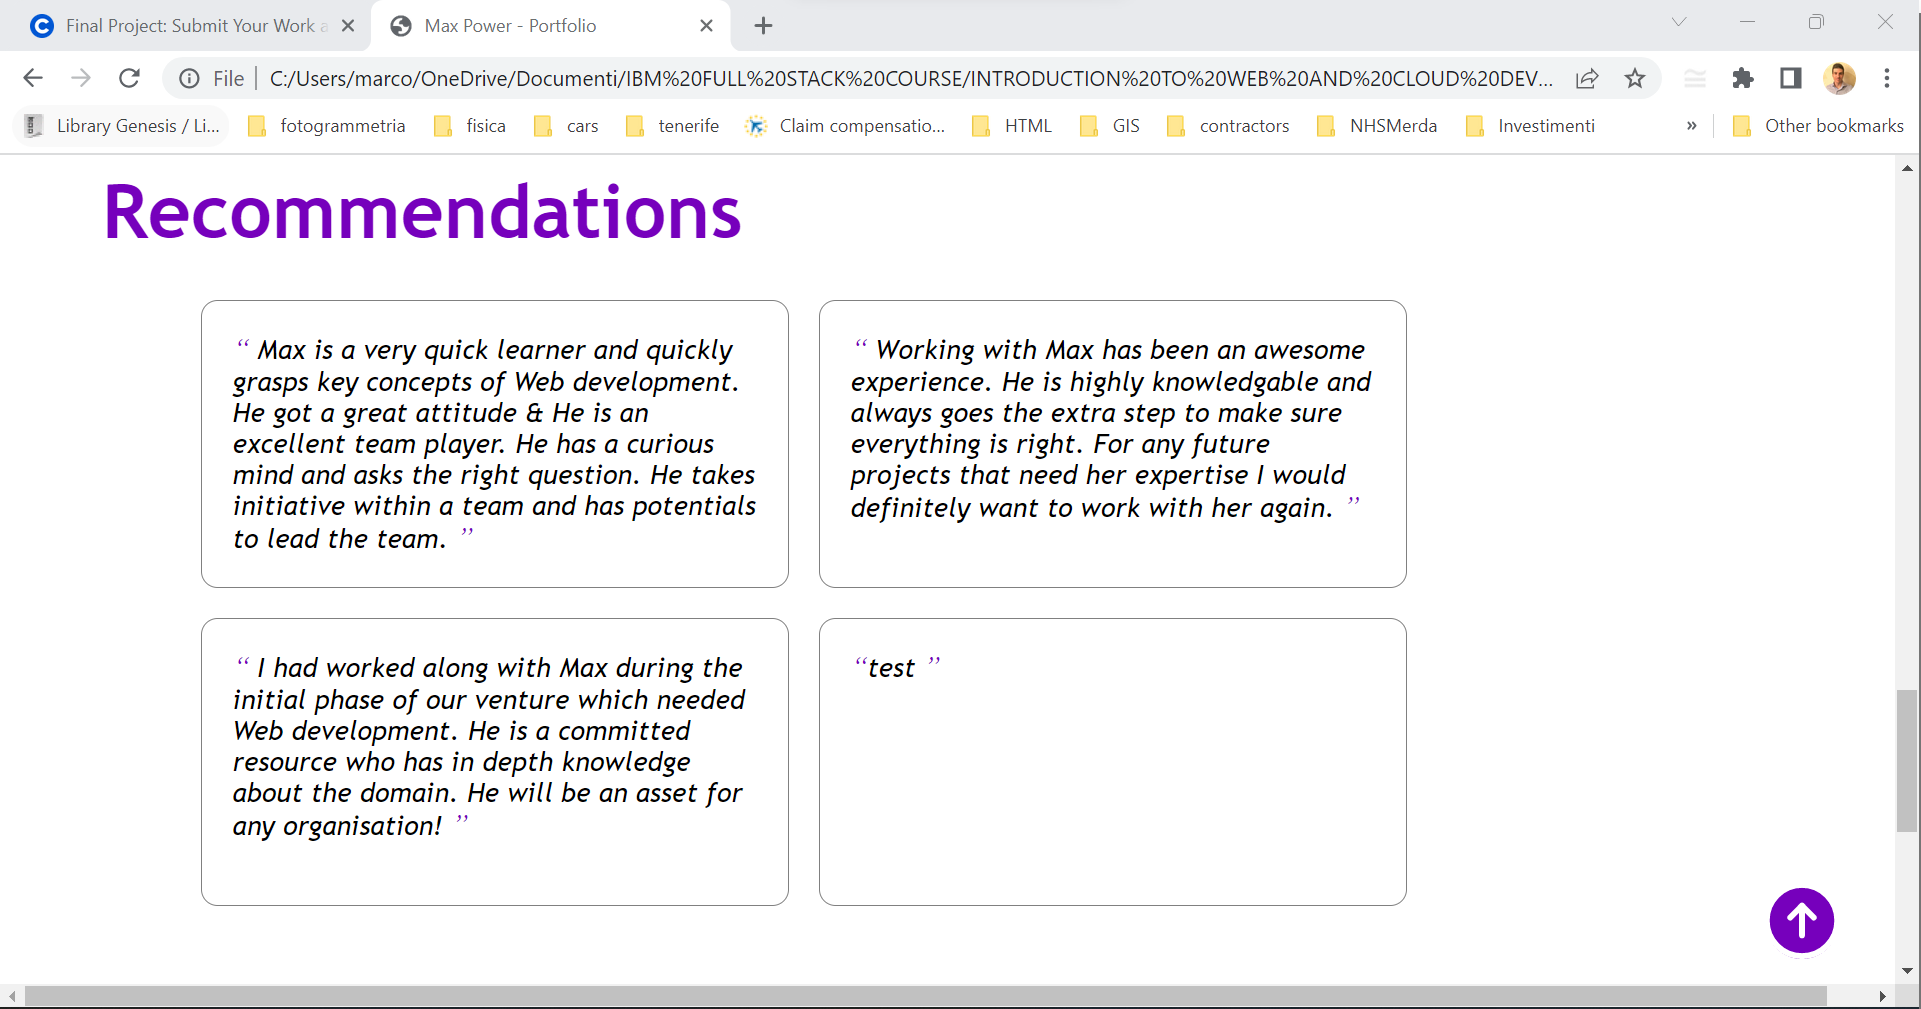 Final Project: Submit Your Work a
Max Power - Portfolio
File
C:/Users/marco/OneDrive/Documenti/IBM%20FULL%20STACK%20COURSE/INTRODUCTION%20TO%20WEB%20AND%20CLOUD%20DEV...
Library Genesis / Li...
fotogrammetria
fisica
cars
tenerife
Claim compensatio...
HTML
GIS
contractors
NHSMerda
Investimenti
»
Other bookmarks
Recommendations
“ Max is a very quick learner and quickly
grasps key concepts of Web development.
He got a great attitude & He is an
excellent team player. He has a curious
mind and asks the right question. He takes
initiative within a team and has potentials
to lead the team. ”
“ Working with Max has been an awesome
experience. He is highly knowledgable and
always goes the extra step to make sure
everything is right. For any future
projects that need her expertise I would
definitely want to work with her again. ”
“ I had worked along with Max during the
initial phase of our venture which needed
Web development. He is a committed
resource who has in depth knowledge
about the domain. He will be an asset for
any organisation! ”
“test ”